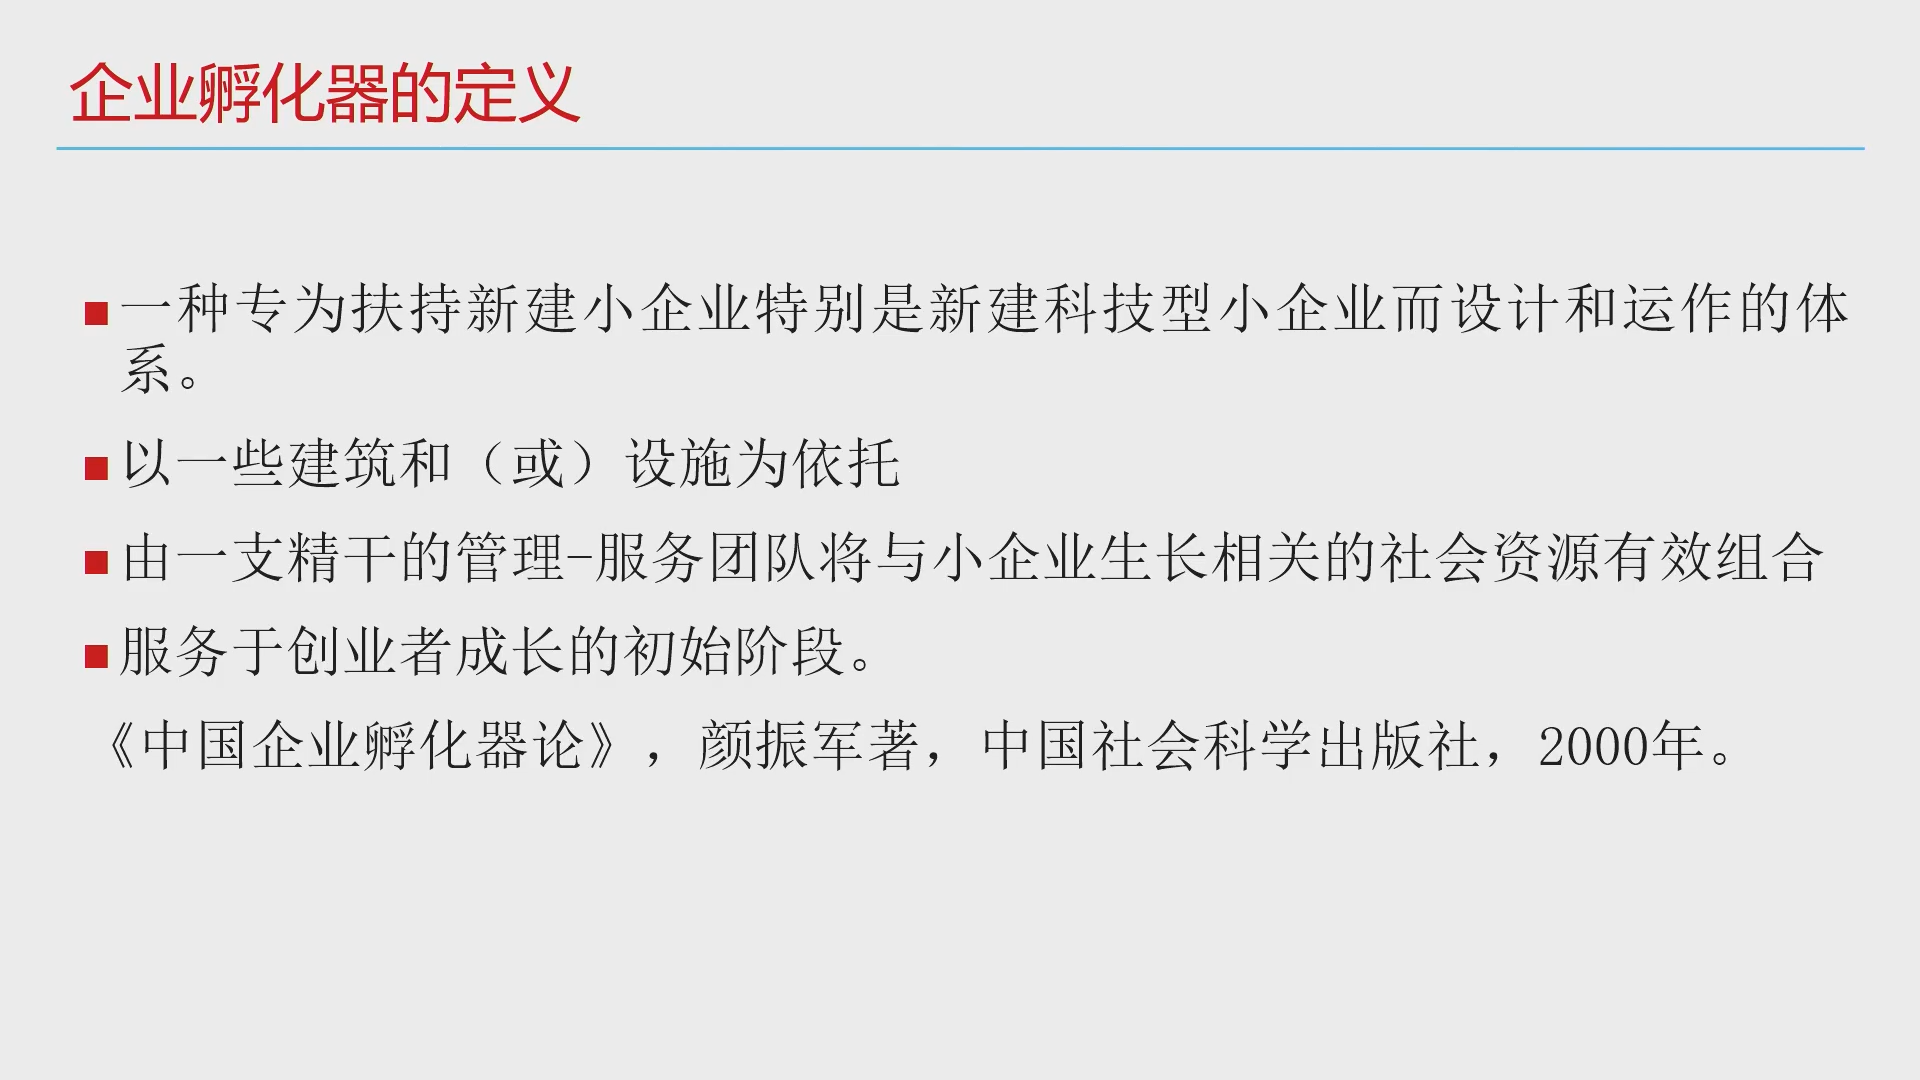 企业孵化器的定义
■一种专为扶持新建小企业特别是新建科技型小企业而设计和运作的体
系。
■以一些建筑和（或）设施为依托
■由一支精干的管理-服务团队将与小企业生长相关的社会资源有效组合
■服务于创业者成长的初始阶段。
《中国企业孵化器论》，颜振军著，中国社会科学出版社，2000年。